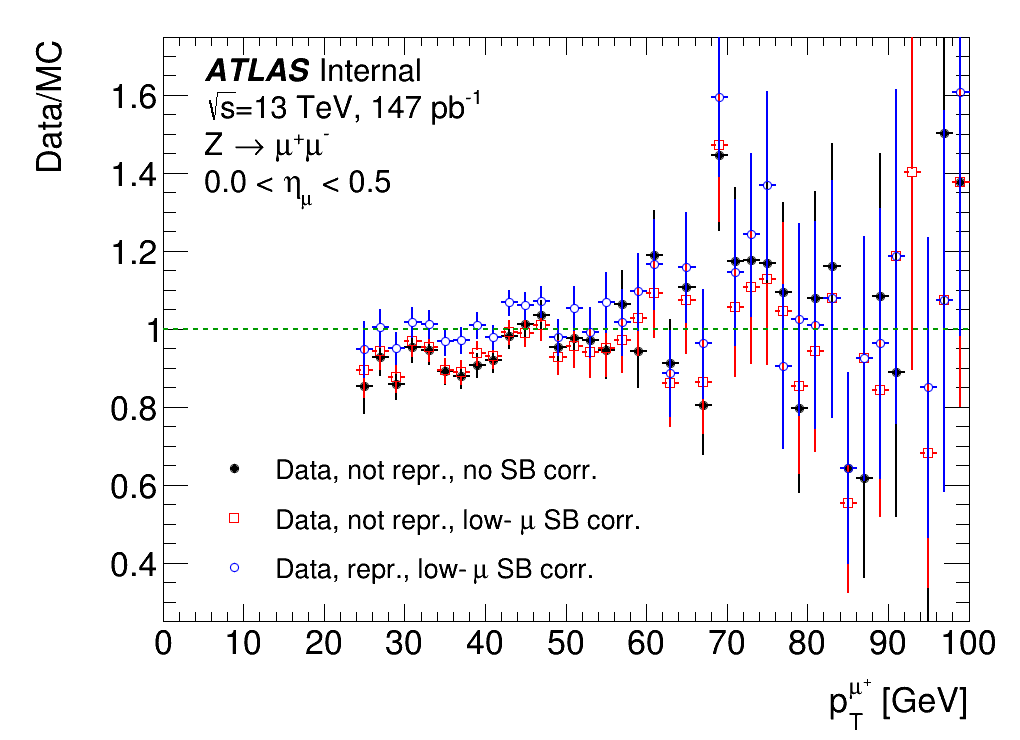 Data/MC
ATLAS Internal
√s=13 TeV, 147 pb⁻¹
Z → μ⁺μ⁻
0.0 < η_μ < 0.5
1.6
1.4
1.2
1
0.8
0.6
0.4
Data, not repr., no SB corr.
Data, not repr., low- μ SB corr.
Data, repr., low- μ SB corr.
0 10 20 30 40 50 60 70 80 90 100
p_T^{μ⁺} [GeV]